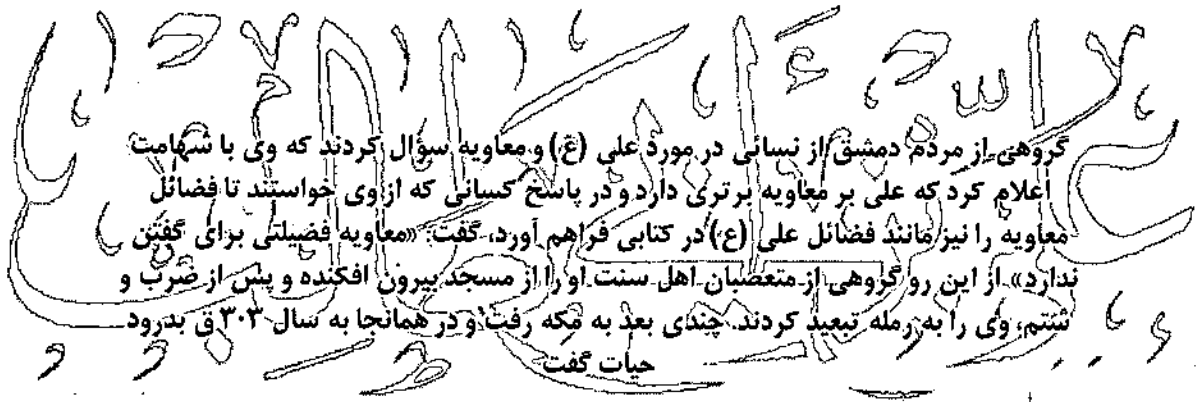 گروهی از مردم دمشق از نسائی در مورد علی (ع) و معاویه سؤال کردند که وی با شهامت
اعلام کرد که علی بر معاویه برتری دارد و در پاسخ کسانی که از وی خواستند تا فضائل
معاویه را نیز مانند فضائل علی (ع) در کتابی فراهم آورد، گفت: «معاویه فضیلتی برای گفتن
ندارد». از این رو گروهی از متعصبان اهل سنت او را از مسجد بیرون افکنده و پس از ضرب و
شتم، وی را به رمله تبعید کردند. چندی بعد به مکه رفت و در همانجا به سال ۳۰۳ ق بدرود
حیات گفت